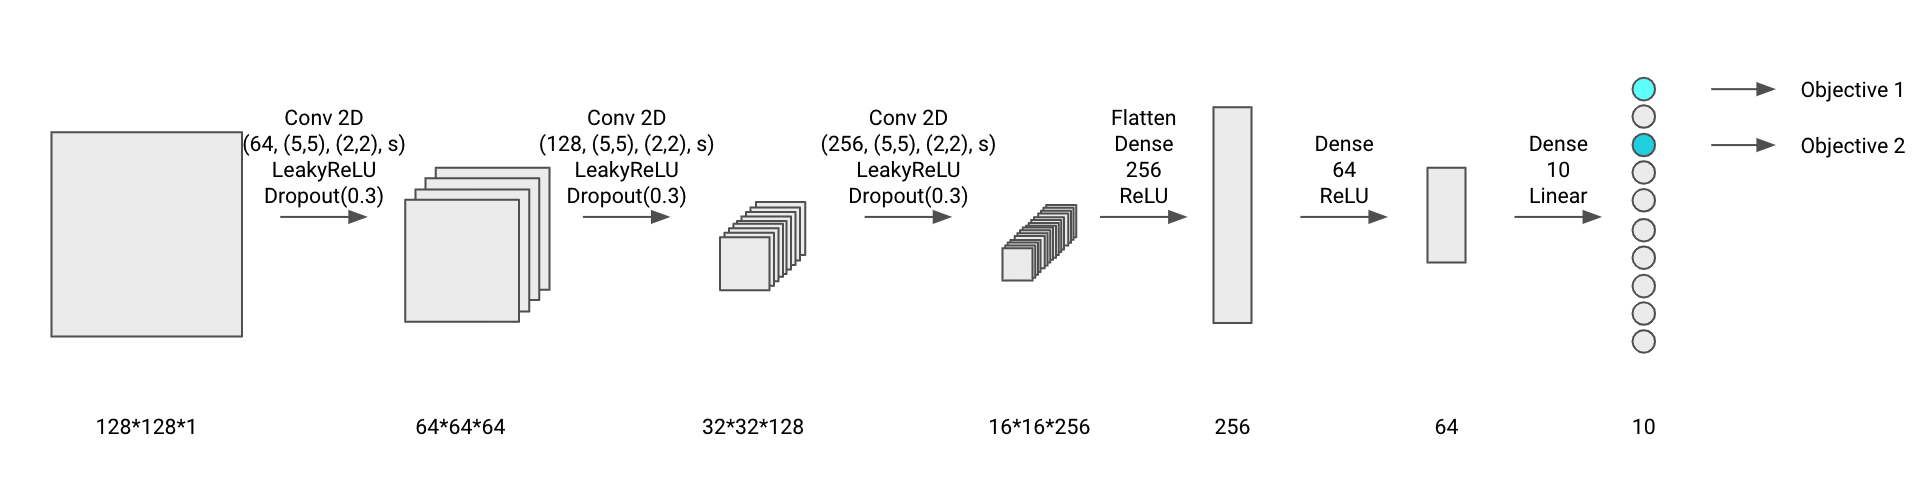 Conv 2D
(64, (5,5), (2,2), s)
LeakyReLU
Dropout(0.3)
Conv 2D
(128, (5,5), (2,2), s)
LeakyReLU
Dropout(0.3)
Conv 2D
(256, (5,5), (2,2), s)
LeakyReLU
Dropout(0.3)
Flatten
Dense
256
ReLU
Dense
64
ReLU
Dense
10
Linear
Objective 1
Objective 2
128*128*1
64*64*64
32*32*128
16*16*256
256
64
10